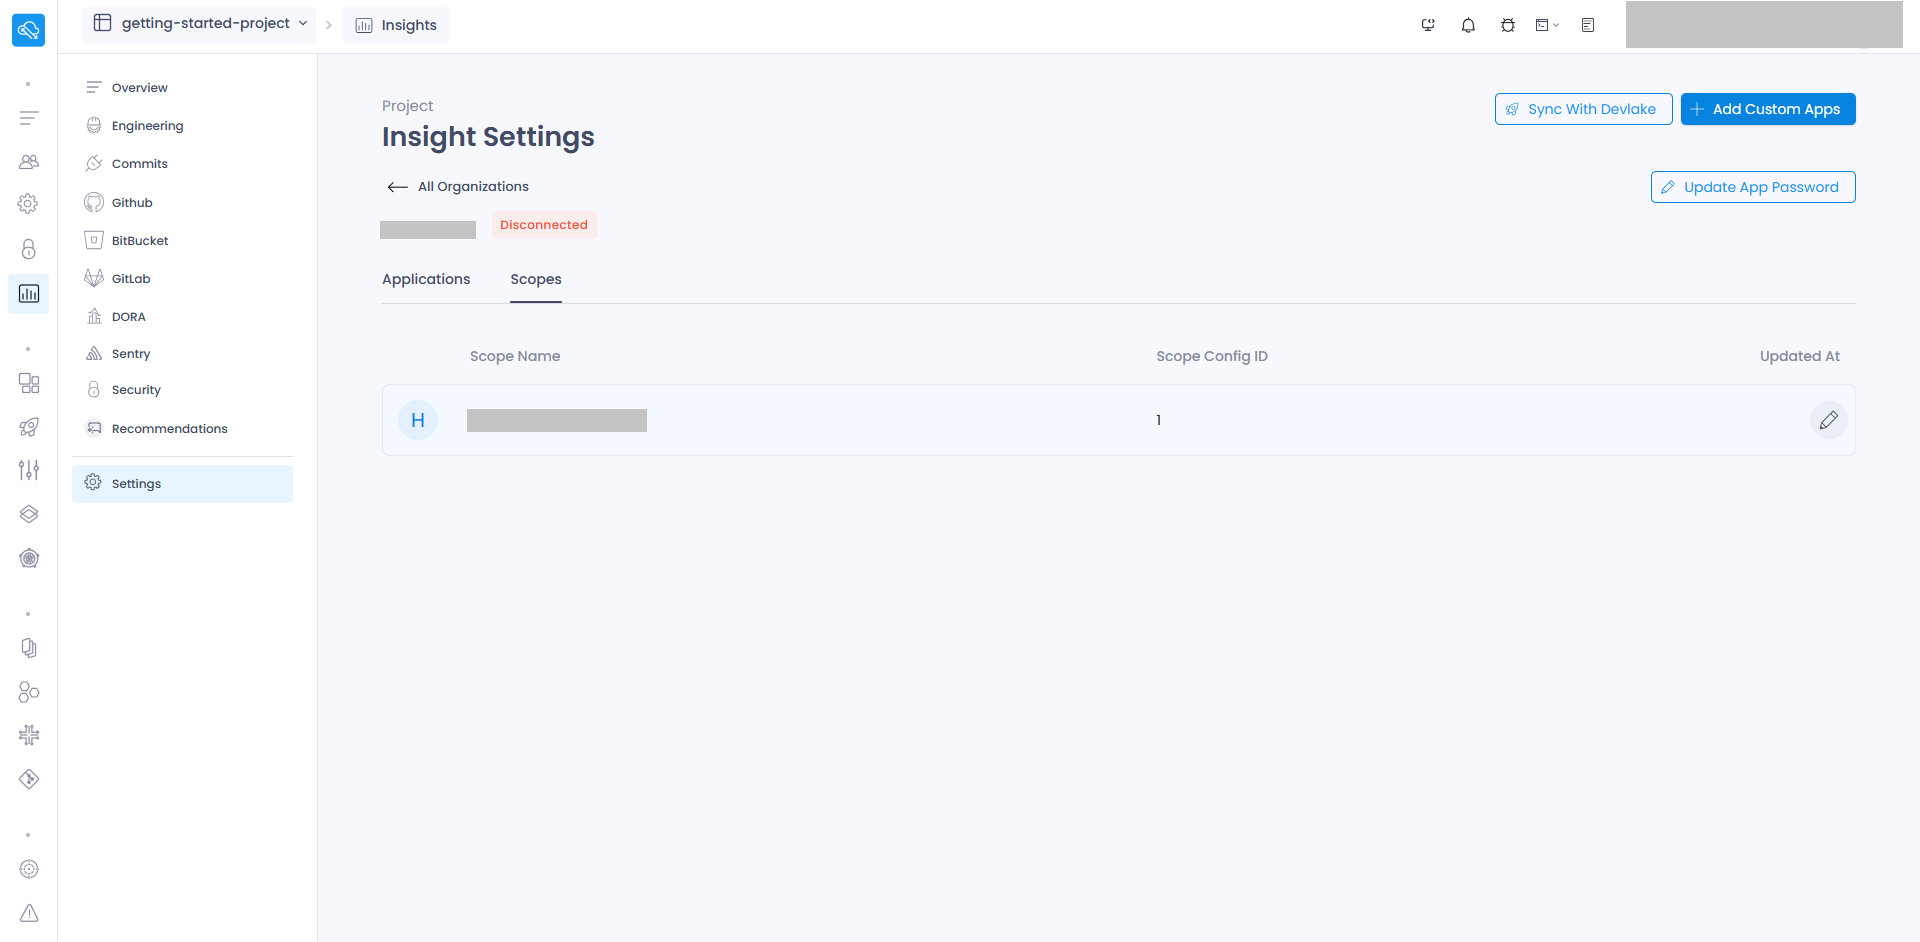 getting-started-project
Insights
Overview
Engineering
Commits
Github
BitBucket
GitLab
DORA
Sentry
Security
Recommendations
Settings
Project
Insight Settings
Sync With Devlake
Add Custom Apps
All Organizations
Update App Password
Disconnected
Applications Scopes
Scope Name Scope Config ID Updated At
H 1